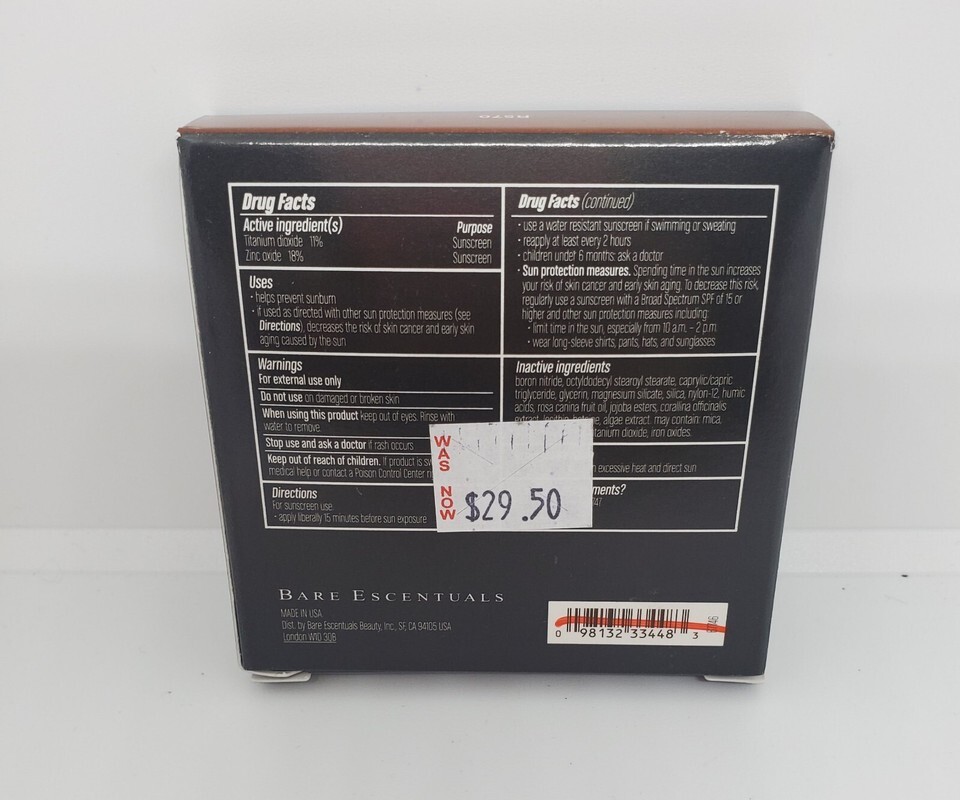 Drug Facts
Active ingredient(s) Purpose
Titanium dioxide 11% Sunscreen
Zinc oxide 18% Sunscreen
Uses
• helps prevent sunburn
• if used as directed with other sun protection measures (see
Directions), decreases the risk of skin cancer and early skin
aging caused by the sun
Warnings
For external use only
Do not use on damaged or broken skin
When using this product keep out of eyes. Rinse with
water to remove.
Stop use and ask a doctor if rash occurs
Keep out of reach of children. If product is
medical help or contact a Poison Control Center
Directions
For sunscreen use:
• apply liberally 15 minutes before sun exposure
Drug Facts (continued)
• use a water resistant sunscreen if swimming or sweating
• reapply at least every 2 hours
• children under 6 months: ask a doctor
• Sun protection measures. Spending time in the sun increases
your risk of skin cancer and early skin aging. To decrease this risk,
regularly use a sunscreen with a Broad Spectrum SPF of 15 or
higher and other sun protection measures including:
• limit time in the sun, especially from 10 a.m. – 2 p.m.
• wear long-sleeve shirts, pants, hats, and sunglasses
Inactive ingredients
boron nitride, octyldodecyl stearoyl stearate, caprylic/capric
triglyceride, glycerin, magnesium silicate, silica, nylon-12, humic
acids, rosa canina fruit oil, jojoba esters, corallina officinalis
algae extract. may contain: mica,
titanium dioxide, iron oxides.
excessive heat and direct sun
ments?
WAS
NOW $29.50
BARE ESCENTUALS
MADE IN USA
Dist. by Bare Escentuals Beauty, Inc., SF, CA 94105 USA
London W1D 3QB
0 98132 33448 3